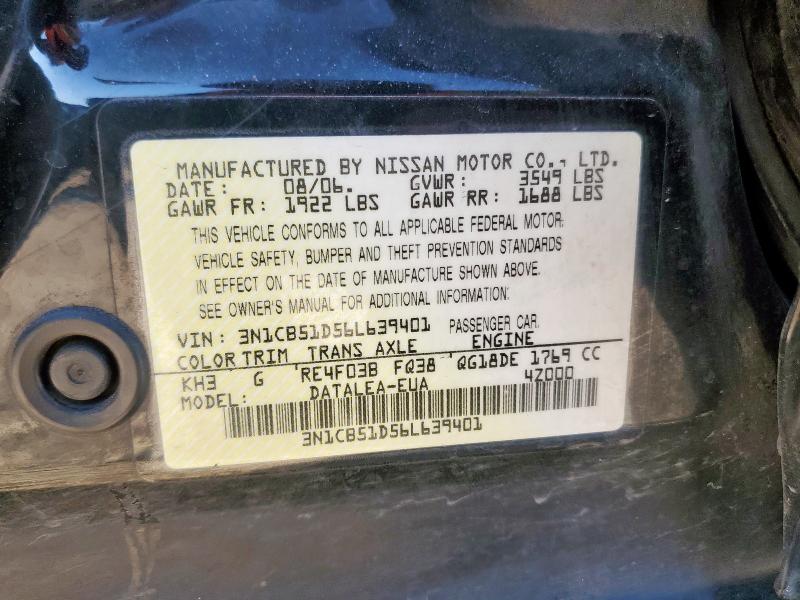 MANUFACTURED BY NISSAN MOTOR CO., LTD.
DATE: 08/06. GVWR: 3549 LBS
GAWR FR: 1922 LBS GAWR RR: 1688 LBS
THIS VEHICLE CONFORMS TO ALL APPLICABLE FEDERAL MOTOR
VEHICLE SAFETY, BUMPER AND THEFT PREVENTION STANDARDS
IN EFFECT ON THE DATE OF MANUFACTURE SHOWN ABOVE.
SEE OWNER'S MANUAL FOR ADDITIONAL INFORMATION.
VIN: 3N1CB51D56L639401 PASSENGER CAR
COLOR TRIM TRANS AXLE ENGINE
KH3 G RE4F03B FQ38 QG18DE 1769 CC
MODEL: DATALEA-EUA 4Z000
3N1CB51D56L639401